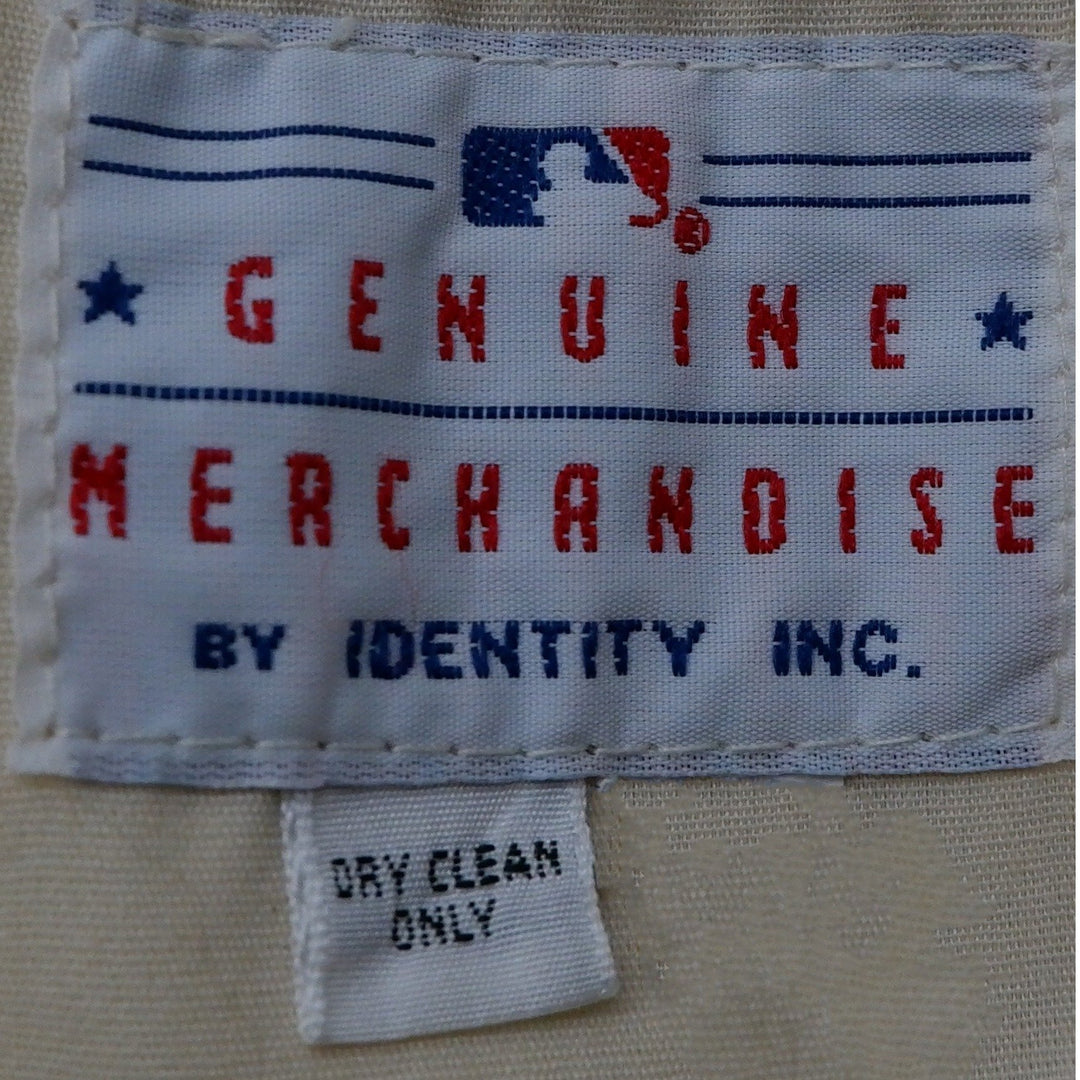 GENUINE
MERCHANDISE
BY IDENTITY INC.
DRY CLEAN
ONLY